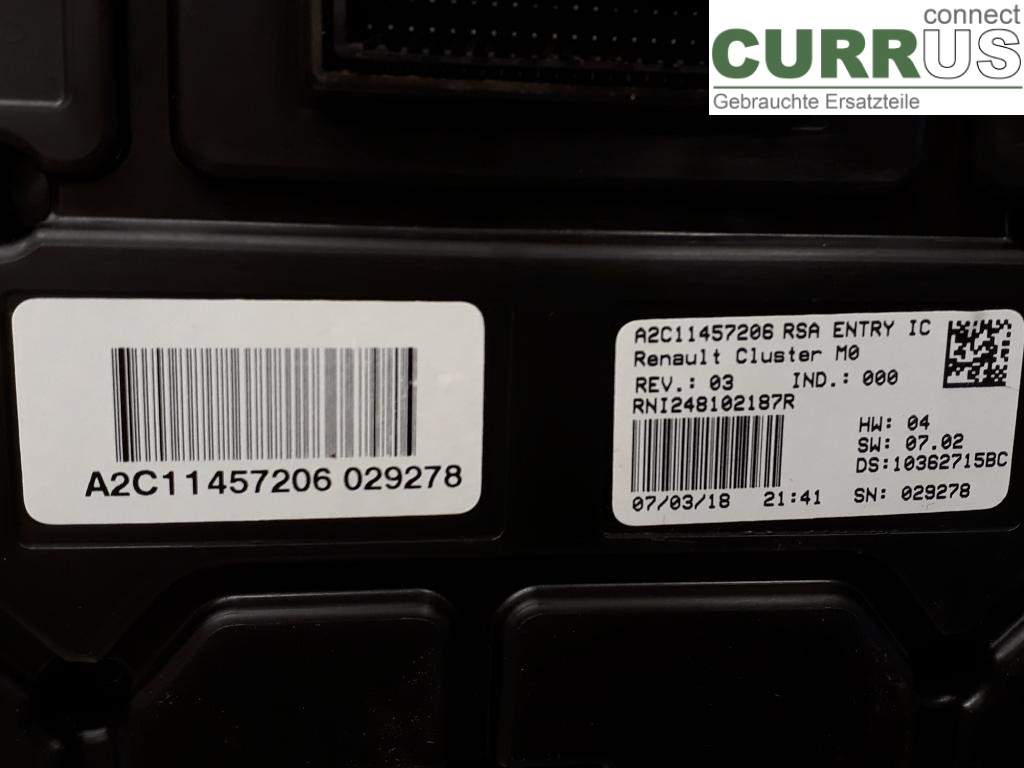 connect
CURRUS
Gebrauchte Ersatzteile
A2C11457206 029278
A2C11457206 RSA ENTRY IC
Renault Cluster M0
REV.: 03 IND.: 000
RNI248102187R
HW: 04
SW: 07.02
DS:10362715BC
07/03/18 21:41 SN: 029278